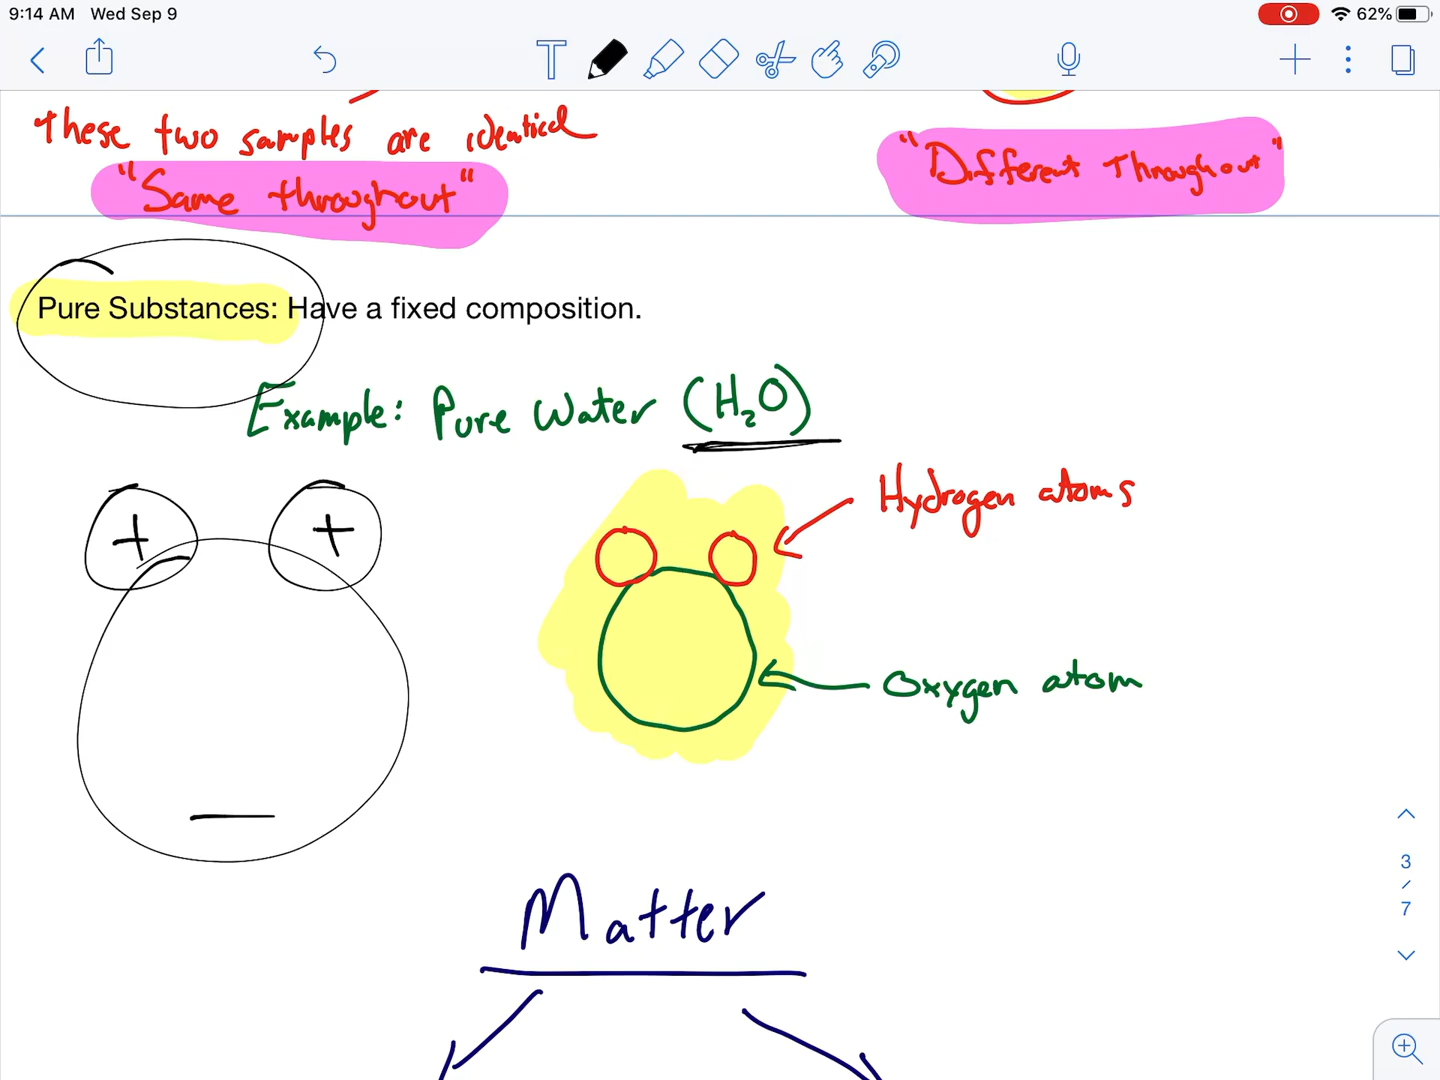 9:14 AM Wed Sep 9
62%
T
These two samples are identical
"Same throughout"
"Different Throughout"
Pure Substances: Have a fixed composition.
Example: Pure Water (H₂O)
+ +
Hydrogen atoms
Oxygen atom
—
3
/
7
Matter